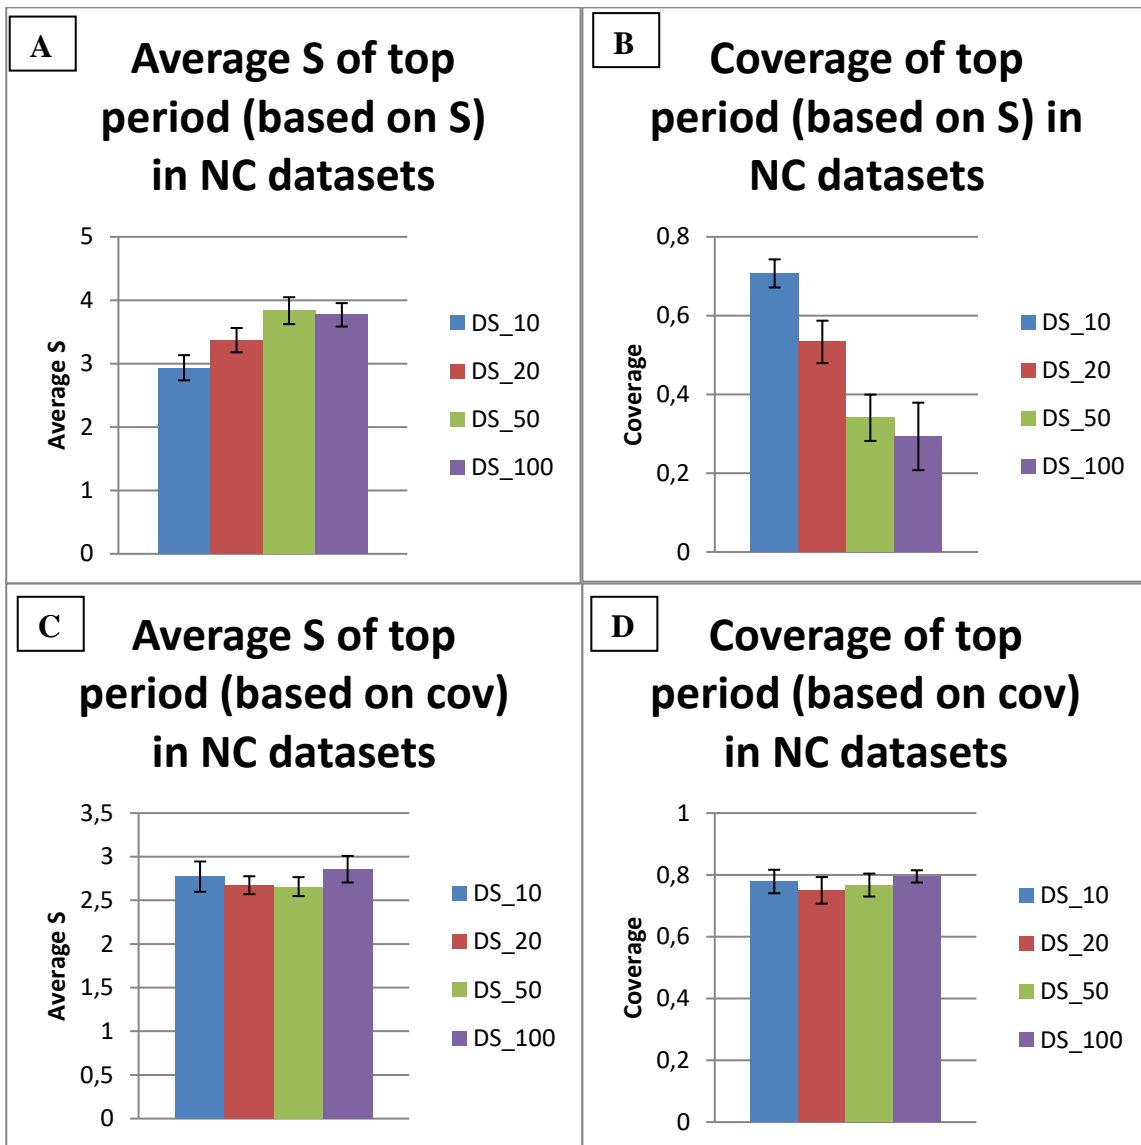 A
Average S of top
period (based on S)
in NC datasets
5
4
3
2
1
0
Average S
DS_10
DS_20
DS_50
DS_100
B
Coverage of top
period (based on S) in
NC datasets
0,8
0,6
0,4
0,2
0
Coverage
DS_10
DS_20
DS_50
DS_100
C
Average S of top
period (based on cov)
in NC datasets
3,5
3
2,5
2
1,5
1
0,5
0
Average S
DS_10
DS_20
DS_50
DS_100
D
Coverage of top
period (based on cov)
in NC datasets
1
0,8
0,6
0,4
0,2
0
Coverage
DS_10
DS_20
DS_50
DS_100